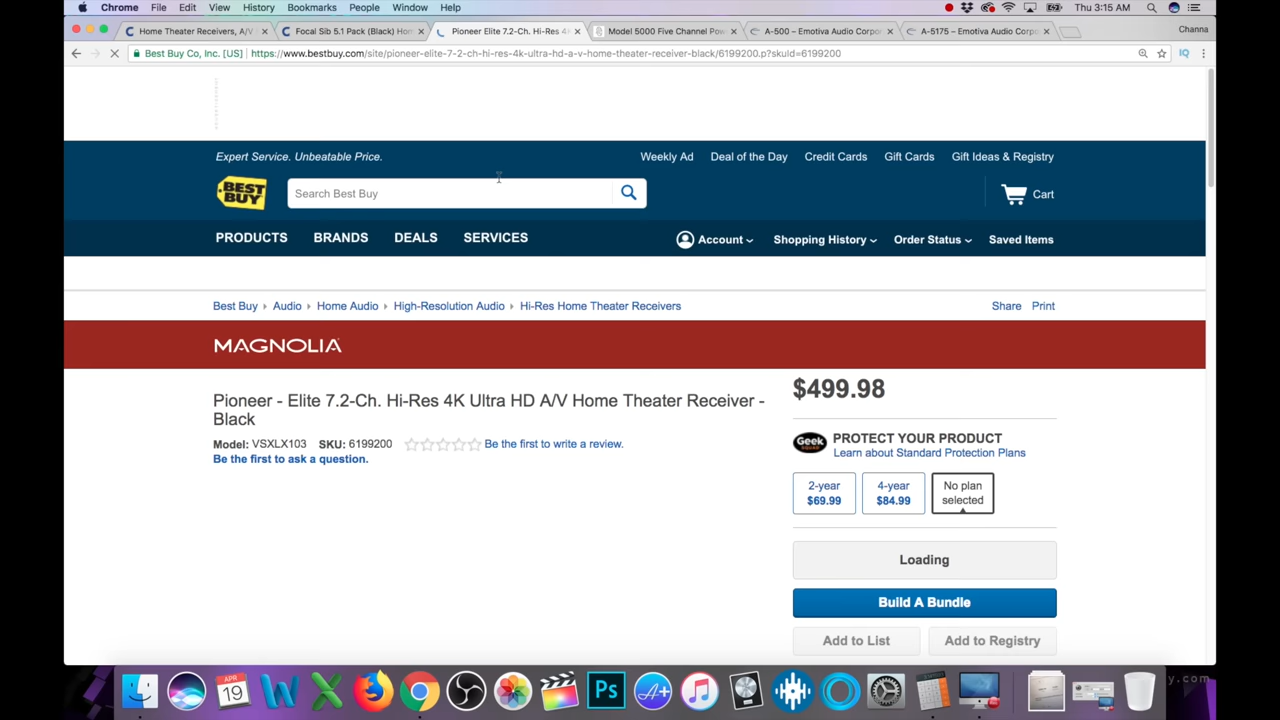 Chrome File Edit View History Bookmarks People Window Help Thu 3:15 AM
Home Theater Receivers, A/V Focal Sib 5.1 Pack (Black) Hom Pioneer Elite 7.2-Ch. Hi-Res 4K Model 5000 Five Channel Pow A-500 – Emotiva Audio Corpor A-5175 – Emotiva Audio Corpo Channa
Best Buy Co, Inc. [US] https://www.bestbuy.com/site/pioneer-elite-7-2-ch-hi-res-4k-ultra-hd-a-v-home-theater-receiver-black/6199200.p?skuId=6199200
Expert Service. Unbeatable Price. Weekly Ad Deal of the Day Credit Cards Gift Cards Gift Ideas & Registry
BEST BUY Search Best Buy Cart
PRODUCTS BRANDS DEALS SERVICES Account Shopping History Order Status Saved Items
Best Buy Audio Home Audio High-Resolution Audio Hi-Res Home Theater Receivers Share Print
MAGNOLIA
Pioneer - Elite 7.2-Ch. Hi-Res 4K Ultra HD A/V Home Theater Receiver -
Black
Model: VSXLX103 SKU: 6199200 Be the first to write a review.
Be the first to ask a question.
$499.98
Geek SQUAD PROTECT YOUR PRODUCT
Learn about Standard Protection Plans
2-year 4-year No plan
$69.99 $84.99 selected
Loading
Build A Bundle
Add to List Add to Registry
APR
19
Ps